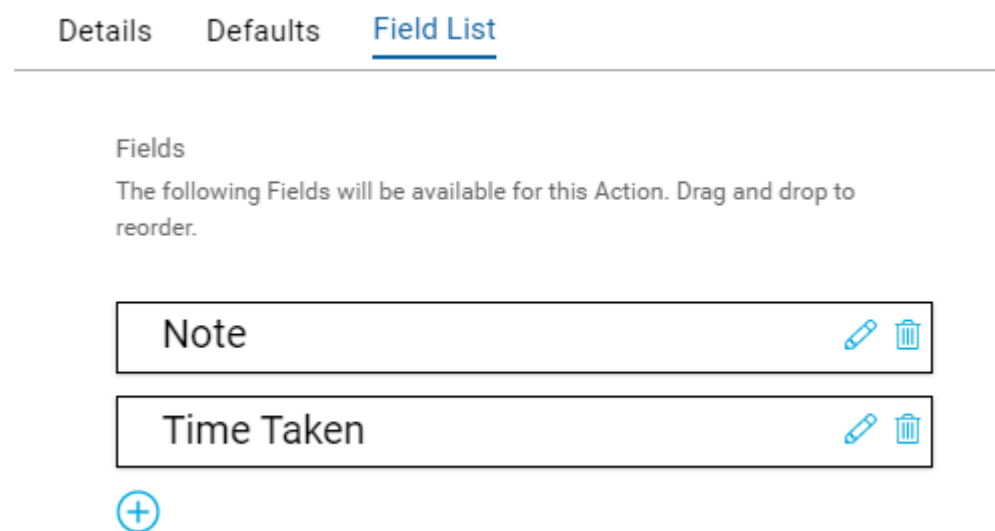 Details Defaults Field List
Fields
The following Fields will be available for this Action. Drag and drop to
reorder.
Note
Time Taken